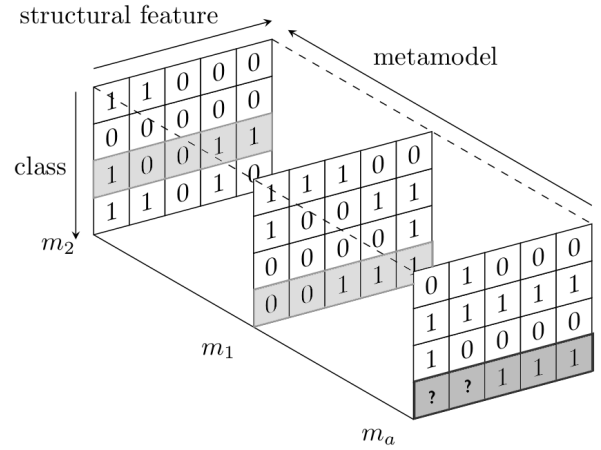 structural feature
metamodel
class
1 1 0 0 0
0 0 0 0 0
1 0 0 1 1
1 1 0 1 0
m2
1 1 1 0 0
1 0 0 1 1
0 0 0 0 1
0 0 1 1 1
m1
0 1 0 0 0
1 1 1 1 1
1 0 0 0 0
? ? 1 1 1
ma